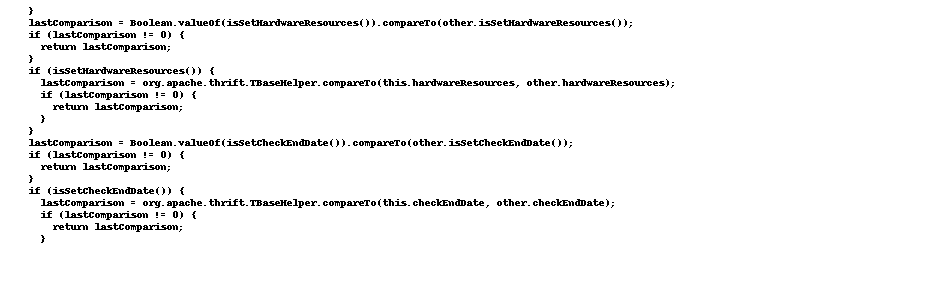 }
lastComparison = Boolean.valueOf(isSetHardwareResources()).compareTo(other.isSetHardwareResources());
if (lastComparison != 0) {
return lastComparison;
}
if (isSetHardwareResources()) {
lastComparison = org.apache.thrift.TBaseHelper.compareTo(this.hardwareResources, other.hardwareResources);
if (lastComparison != 0) {
return lastComparison;
}
}
lastComparison = Boolean.valueOf(isSetCheckEndDate()).compareTo(other.isSetCheckEndDate());
if (lastComparison != 0) {
return lastComparison;
}
if (isSetCheckEndDate()) {
lastComparison = org.apache.thrift.TBaseHelper.compareTo(this.checkEndDate, other.checkEndDate);
if (lastComparison != 0) {
return lastComparison;
}